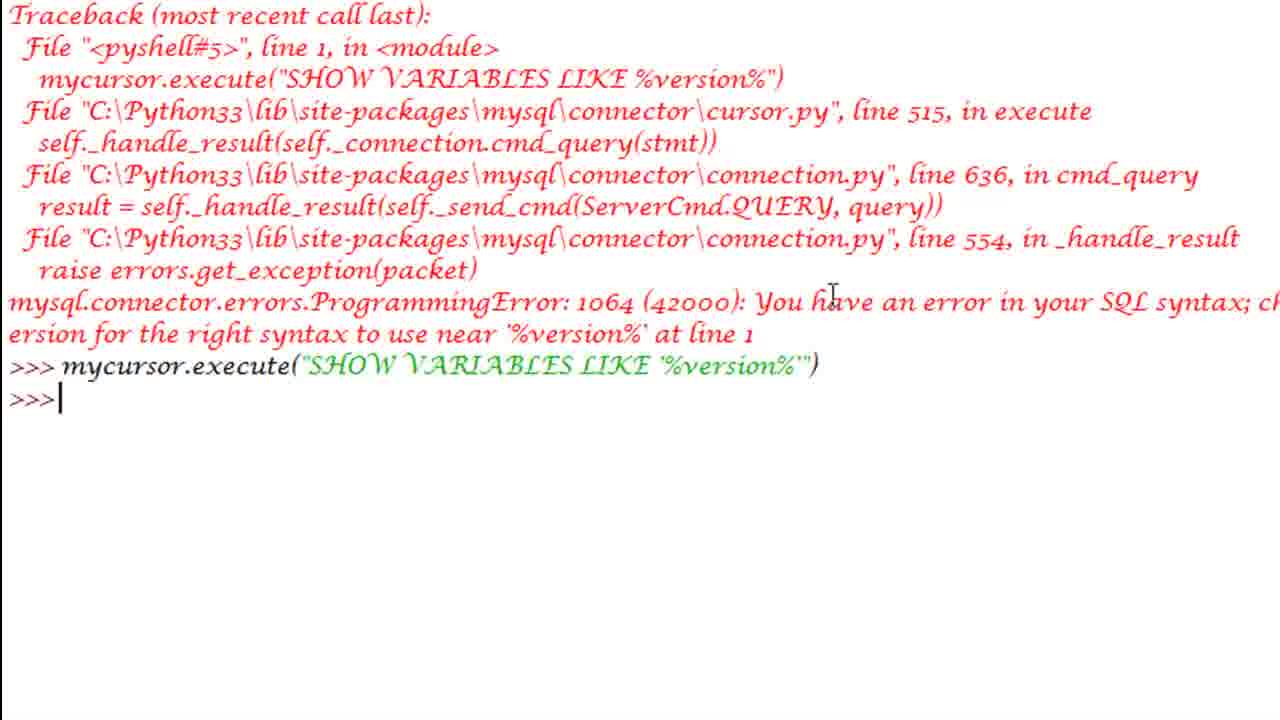 Traceback (most recent call last):
File "<pyshell#5>", line 1, in <module>
mycursor.execute("SHOW VARIABLES LIKE %version%")
File "C:\Python33\lib\site-packages\mysql\connector\cursor.py", line 515, in execute
self._handle_result(self._connection.cmd_query(stmt))
File "C:\Python33\lib\site-packages\mysql\connector\connection.py", line 636, in cmd_query
result = self._handle_result(self._send_cmd(ServerCmd.QUERY, query))
File "C:\Python33\lib\site-packages\mysql\connector\connection.py", line 554, in _handle_result
raise errors.get_exception(packet)
mysql.connector.errors.ProgrammingError: 1064 (42000): You have an error in your SQL syntax; ch
ersion for the right syntax to use near '%version%' at line 1
>>> mycursor.execute("SHOW VARIABLES LIKE '%version%'")
>>>